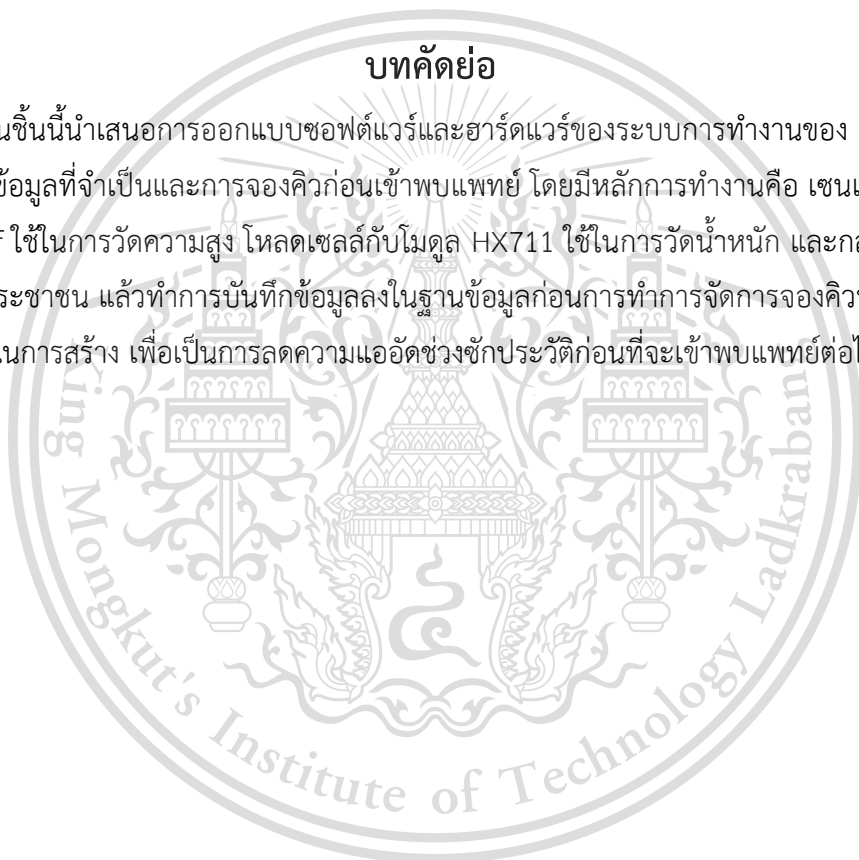 บทคัดย่อ
นชิ้นนี้นำเสนอการออกแบบซอฟต์แวร์และฮาร์ดแวร์ของระบบการทำงานของ
ข้อมูลที่จำเป็นและการจองคิวก่อนเข้าพบแพทย์ โดยมีหลักการทำงานคือ เซนเ
ใช้ในการวัดความสูง โหลดเซลล์กับโมดูล HX711 ใช้ในการวัดน้ำหนัก และกล
ระชาชน แล้วทำการบันทึกข้อมูลลงในฐานข้อมูลก่อนการทำการจัดการจองคิว
นการสร้าง เพื่อเป็นการลดความแออัดช่วงซักประวัติก่อนที่จะเข้าพบแพทย์ต่อไ
King Mongkut's Institute of Technology Ladkrabang